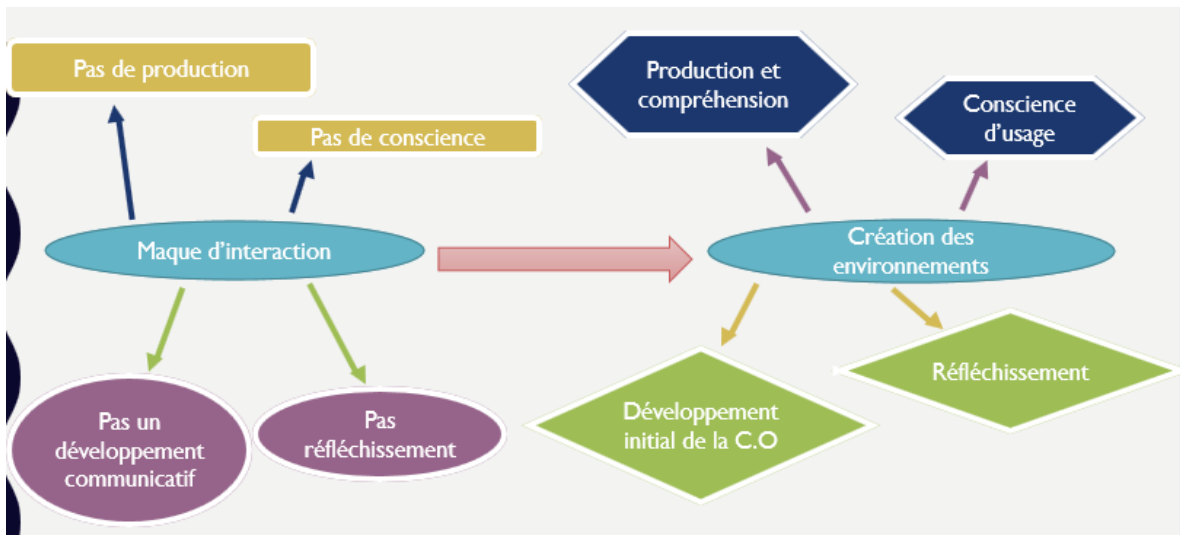 Pas de production
Pas de conscience
Maque d'interaction
Pas un
développement
communicatif
Pas
réfléchissement
Production et
compréhension
Conscience
d'usage
Création des
environnements
Développement
initial de la C.O
Réfléchissement